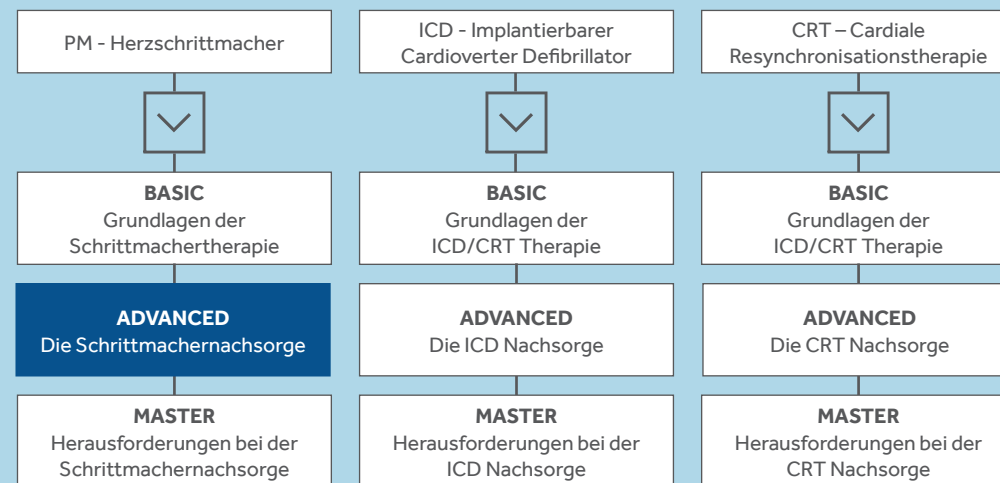 PM - Herzschrittmacher
ICD - Implantierbarer
Cardioverter Defibrillator
CRT – Cardiale
Resynchronisationstherapie
BASIC
Grundlagen der
Schrittmachertherapie
BASIC
Grundlagen der
ICD/CRT Therapie
BASIC
Grundlagen der
ICD/CRT Therapie
ADVANCED
Die Schrittmachernachsorge
ADVANCED
Die ICD Nachsorge
ADVANCED
Die CRT Nachsorge
MASTER
Herausforderungen bei der
Schrittmachernachsorge
MASTER
Herausforderungen bei der
ICD Nachsorge
MASTER
Herausforderungen bei der
CRT Nachsorge